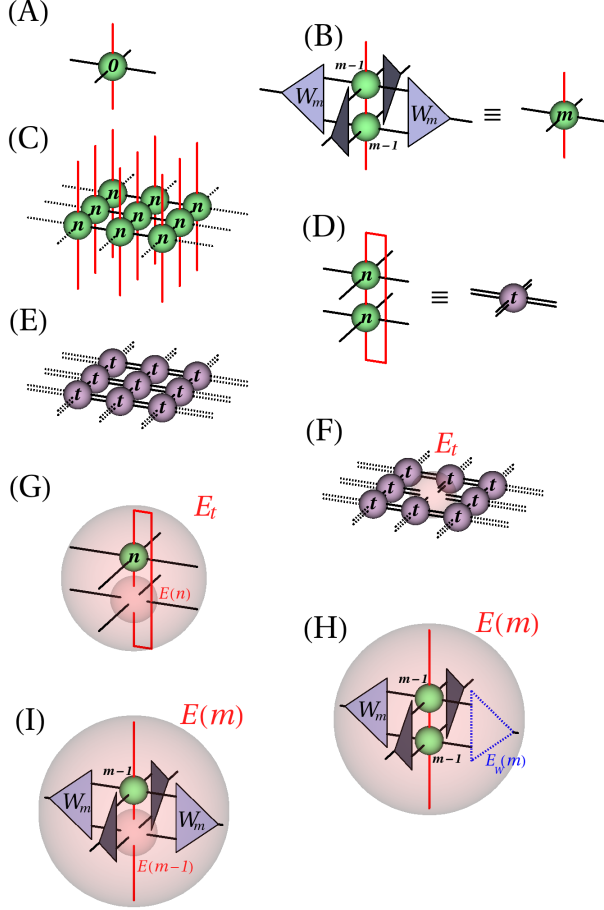 (A)
0
(B)
m-1
W_m
W_m
m-1
≡
m
(C)
n n n
n n n
n n n
(D)
n
n
≡
t
(E)
t t t
t t t
t t t
(F)
E_t
t t
t t
t t t
(G)
E_t
n
E(n)
(H)
E(m)
m-1
W_m
m-1
E_w(m)
(I)
E(m)
m-1
W_m
W_m
E(m-1)